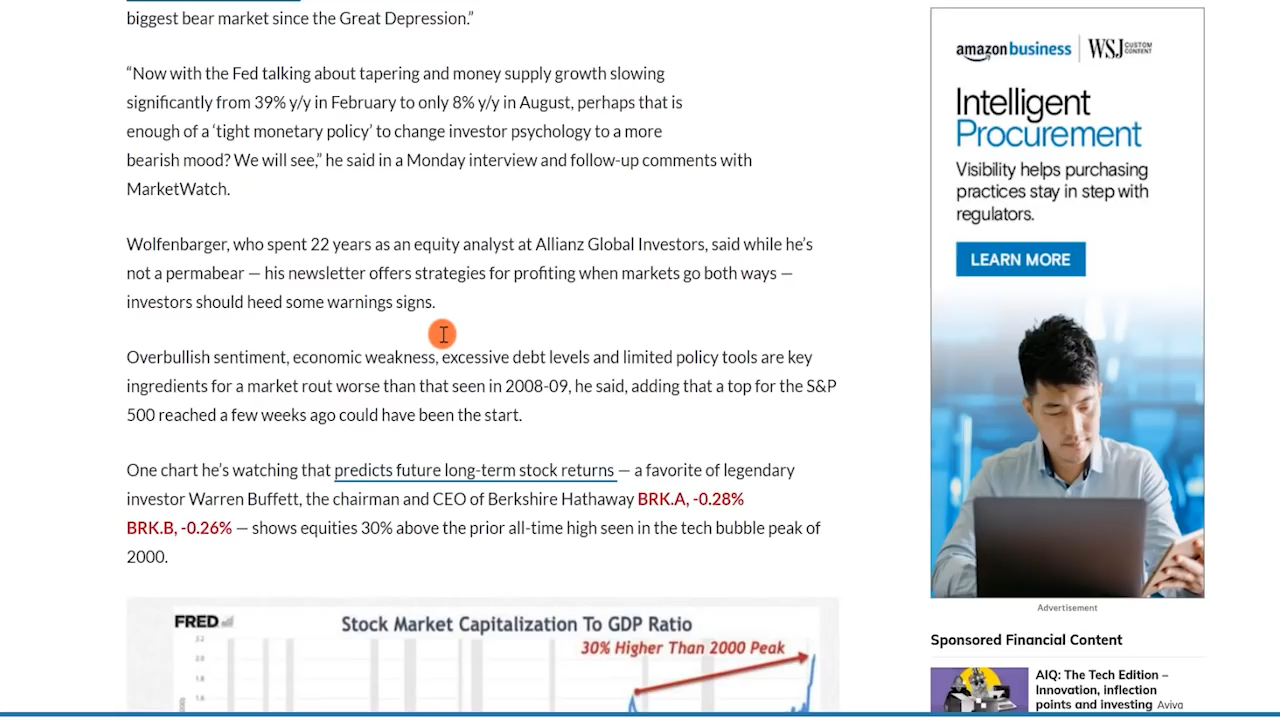 biggest bear market since the Great Depression.”
“Now with the Fed talking about tapering and money supply growth slowing
significantly from 39% y/y in February to only 8% y/y in August, perhaps that is
enough of a ‘tight monetary policy’ to change investor psychology to a more
bearish mood? We will see,” he said in a Monday interview and follow-up comments with
MarketWatch.
Wolfenbarger, who spent 22 years as an equity analyst at Allianz Global Investors, said while he’s
not a permabear — his newsletter offers strategies for profiting when markets go both ways —
investors should heed some warnings signs.
Overbullish sentiment, economic weakness, excessive debt levels and limited policy tools are key
ingredients for a market rout worse than that seen in 2008-09, he said, adding that a top for the S&P
500 reached a few weeks ago could have been the start.
One chart he’s watching that predicts future long-term stock returns — a favorite of legendary
investor Warren Buffett, the chairman and CEO of Berkshire Hathaway BRK.A, -0.28%
BRK.B, -0.26% — shows equities 30% above the prior all-time high seen in the tech bubble peak of
2000.
FRED
Stock Market Capitalization To GDP Ratio
30% Higher Than 2000 Peak
3.2
2.0
1.8
1.6
amazon business | WSJ CUSTOM CONTENT
Intelligent
Procurement
Visibility helps purchasing
practices stay in step with
regulators.
LEARN MORE
Advertisement
Sponsored Financial Content
AIQ: The Tech Edition –
Innovation, inflection
points and investing Aviva